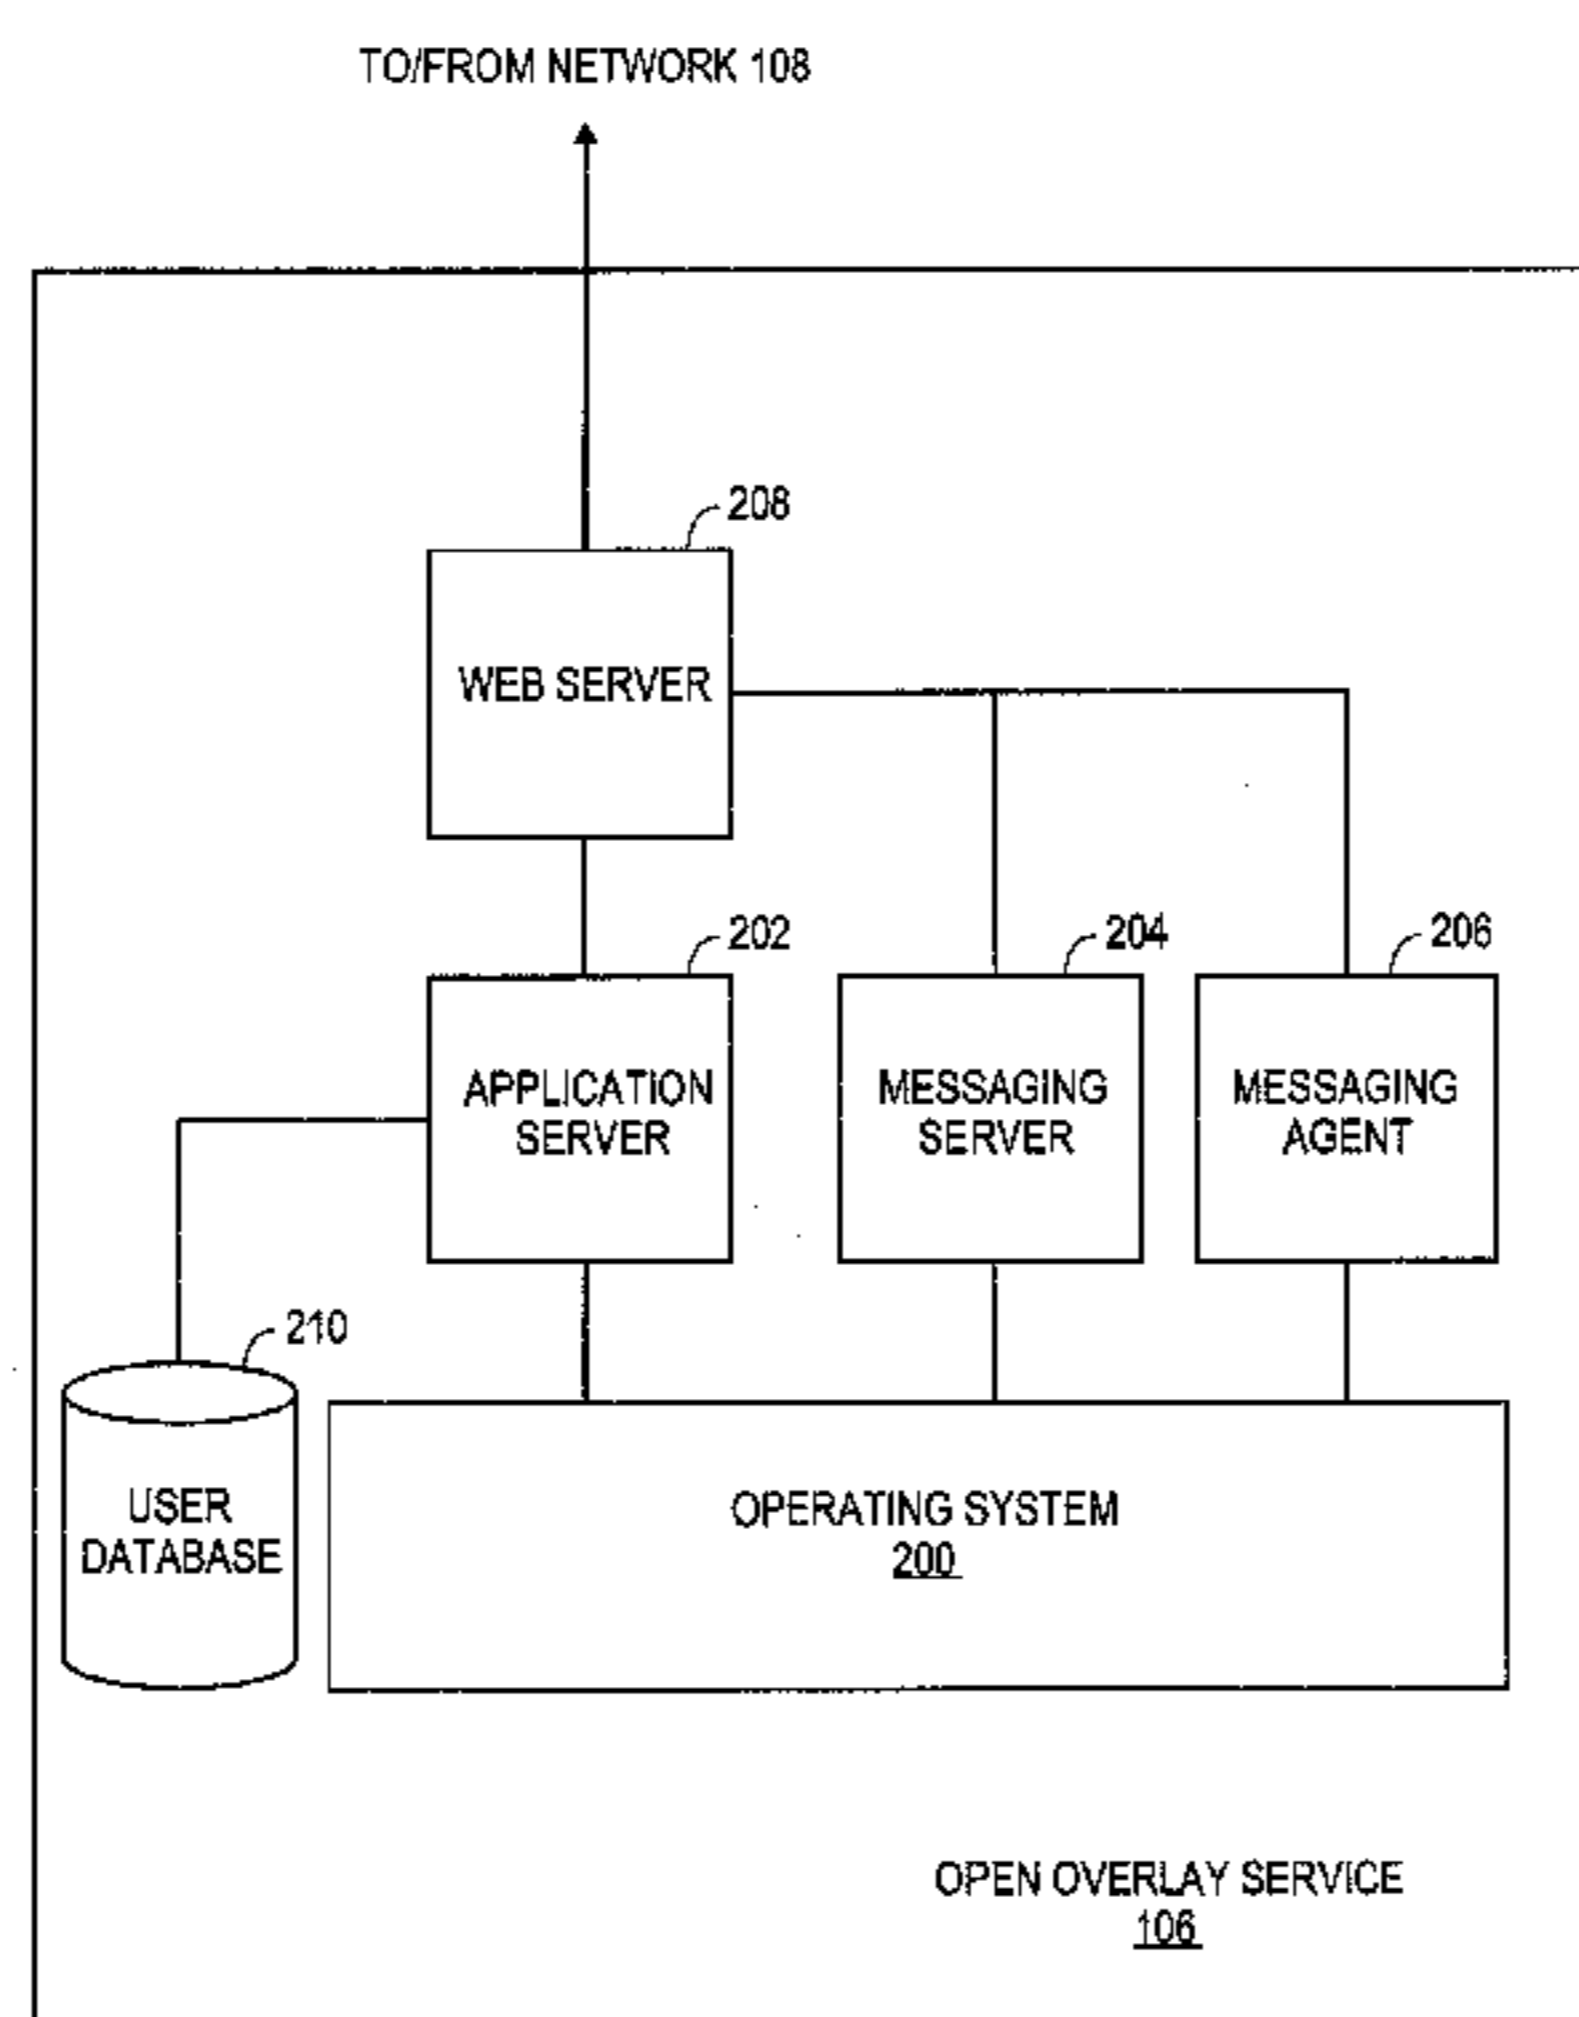 TO/FROM NETWORK 108
208
WEB SERVER
202
204
206
APPLICATION
SERVER
MESSAGING
SERVER
MESSAGING
AGENT
210
USER
DATABASE
OPERATING SYSTEM
200
OPEN OVERLAY SERVICE
106